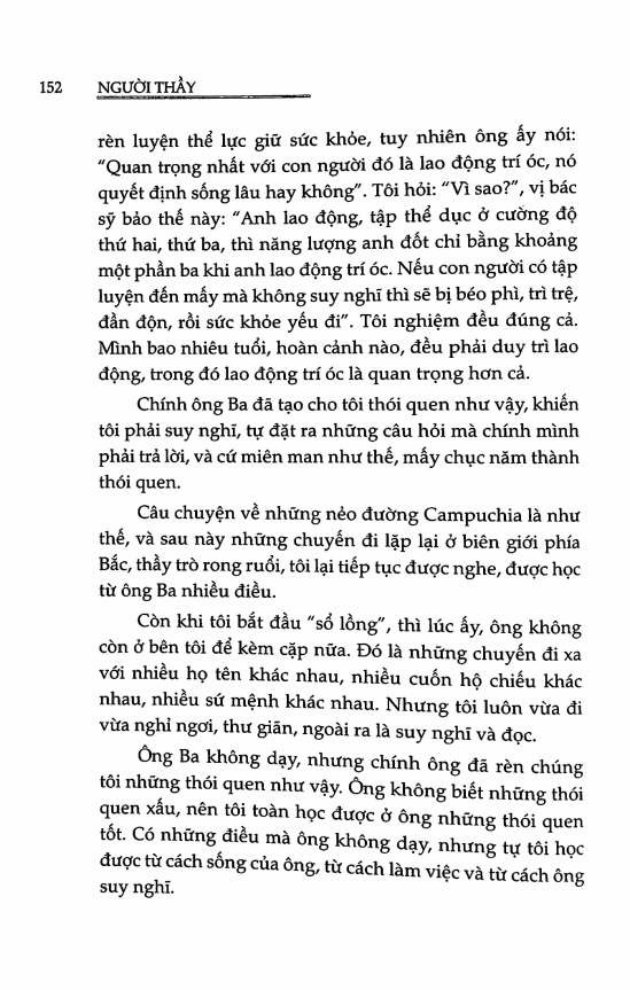 152 NGƯỜI THẦY
rèn luyện thể lực giữ sức khỏe, tuy nhiên ông ấy nói:
"Quan trọng nhất với con người đó là lao động trí óc, nó
quyết định sống lâu hay không". Tôi hỏi: "Vì sao?", vị bác
sỹ bảo thế này: "Anh lao động, tập thể dục ở cường độ
thứ hai, thứ ba, thì năng lượng anh đốt chỉ bằng khoảng
một phần ba khi anh lao động trí óc. Nếu con người có tập
luyện đến mấy mà không suy nghĩ thì sẽ bị béo phì, trì trệ,
đần độn, rồi sức khỏe yếu đi". Tôi nghiệm đều đúng cả.
Mình bao nhiêu tuổi, hoàn cảnh nào, đều phải duy trì lao
động, trong đó lao động trí óc là quan trọng hơn cả.
Chính ông Ba đã tạo cho tôi thói quen như vậy, khiến
tôi phải suy nghĩ, tự đặt ra những câu hỏi mà chính mình
phải trả lời, và cứ miên man như thế, mấy chục năm thành
thói quen.
Câu chuyện về những nẻo đường Campuchia là như
thế, và sau này những chuyến đi lặp lại ở biên giới phía
Bắc, thầy trò rong ruổi, tôi lại tiếp tục được nghe, được học
từ ông Ba nhiều điều.
Còn khi tôi bắt đầu "sổ lồng", thì lúc ấy, ông không
còn ở bên tôi để kèm cặp nữa. Đó là những chuyến đi xa
với nhiều họ tên khác nhau, nhiều cuốn hộ chiếu khác
nhau, nhiều sứ mệnh khác nhau. Nhưng tôi luôn vừa đi
vừa nghỉ ngơi, thư giãn, ngoài ra là suy nghĩ và đọc.
Ông Ba không dạy, nhưng chính ông đã rèn chúng
tôi những thói quen như vậy. Ông không biết những thói
quen xấu, nên tôi toàn học được ở ông những thói quen
tốt. Có những điều mà ông không dạy, nhưng tự tôi học
được từ cách sống của ông, từ cách làm việc và từ cách ông
suy nghĩ.